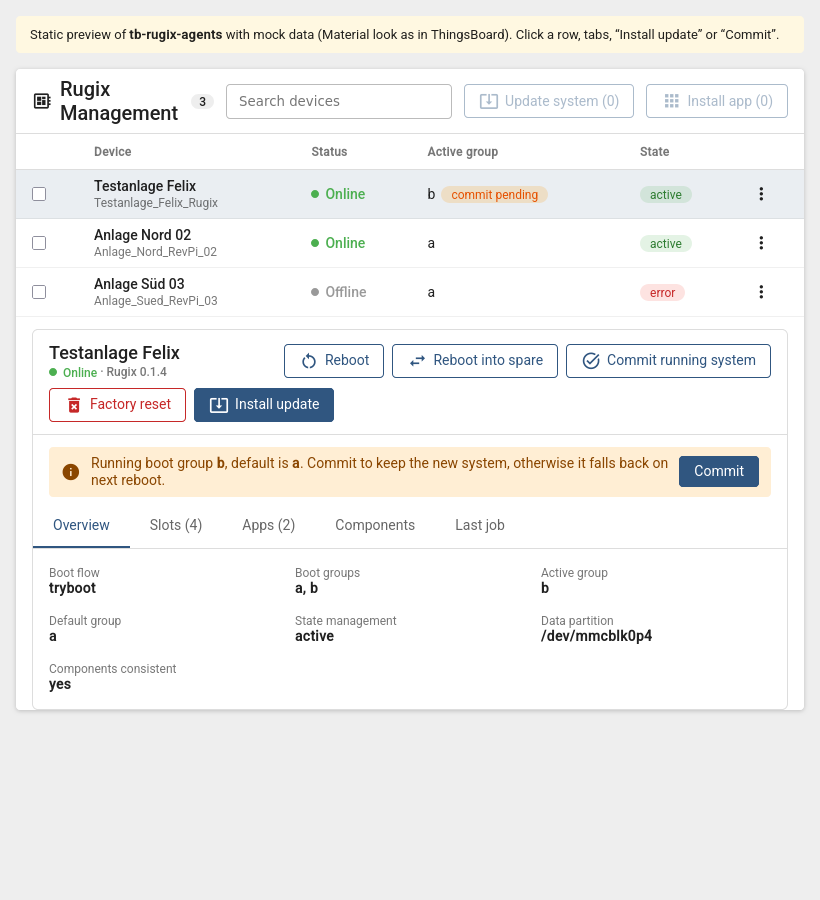 Static preview of tb-rugix-agents with mock data (Material look as in ThingsBoard). Click a row, tabs, “Install update” or “Commit”.
Rugix Management 3 Search devices Update system (0) Install app (0)
Device Status Active group State
Testanlage Felix Online b commit pending active
Testanlage_Felix_Rugix
Anlage Nord 02 Online a active
Anlage_Nord_RevPi_02
Anlage Süd 03 Offline a error
Anlage_Sued_RevPi_03
Testanlage Felix
Online · Rugix 0.1.4
Reboot Reboot into spare Commit running system
Factory reset Install update
Running boot group b, default is a. Commit to keep the new system, otherwise it falls back on
next reboot.
Commit
Overview Slots (4) Apps (2) Components Last job
Boot flow Boot groups Active group
tryboot a, b b
Default group State management Data partition
a active /dev/mmcblk0p4
Components consistent
yes